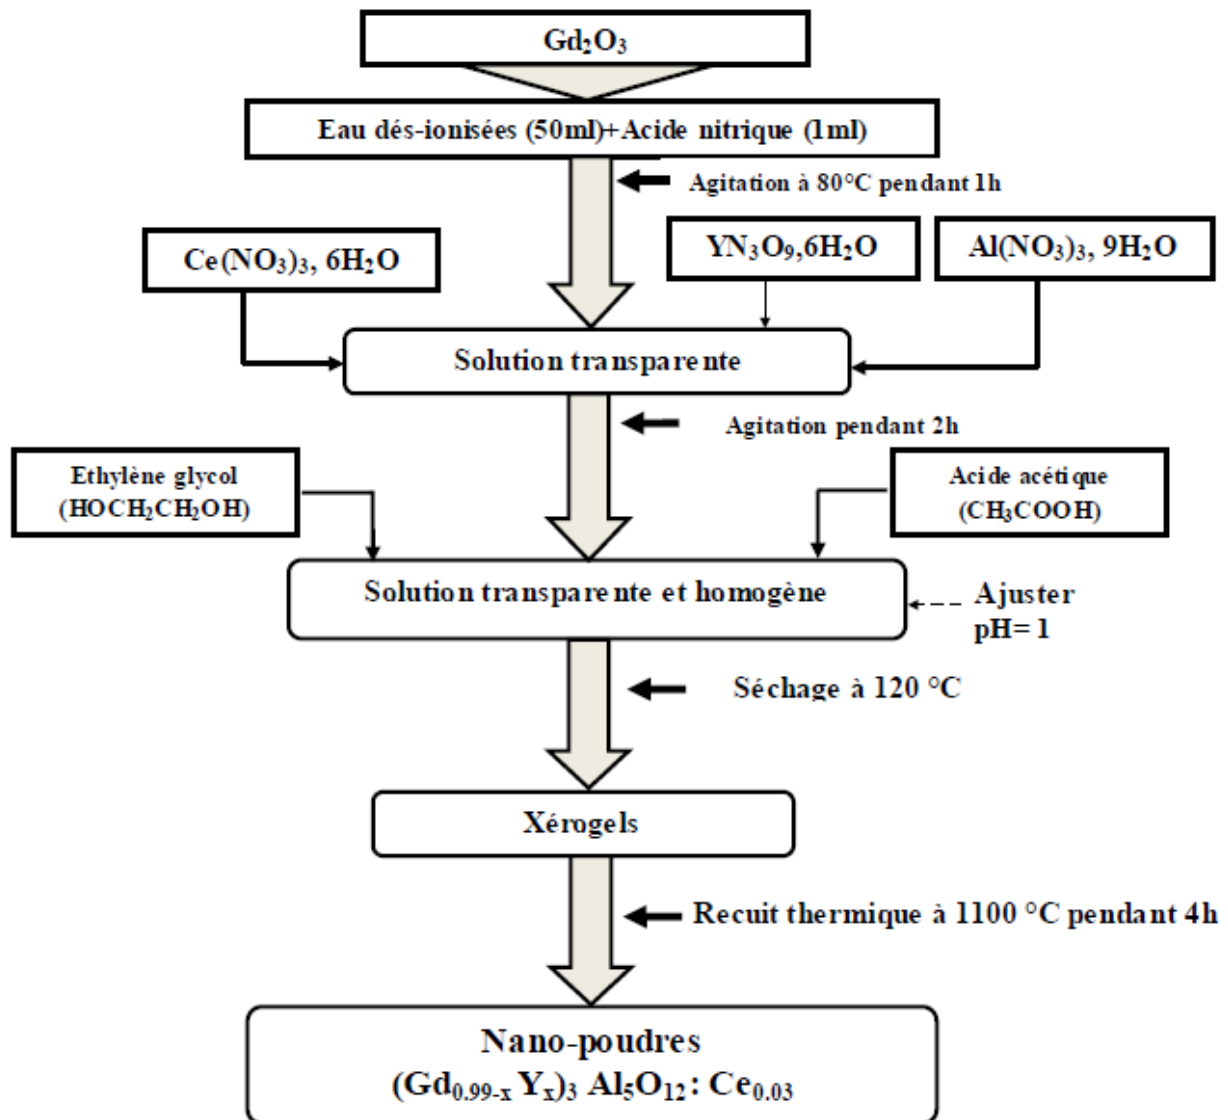 Gd₂O₃
Eau dés-ionisées (50ml)+Acide nitrique (1ml)
Agitation à 80°C pendant 1h
Ce(NO₃)₃, 6H₂O
YN₃O₉,6H₂O
Al(NO₃)₃, 9H₂O
Solution transparente
Agitation pendant 2h
Ethylène glycol
(HOCH₂CH₂OH)
Acide acétique
(CH₃COOH)
Solution transparente et homogène
Ajuster
pH= 1
Séchage à 120 °C
Xérogels
Recuit thermique à 1100 °C pendant 4h
Nano-poudres
(Gd₀.₉₉₋ₓ Yₓ)₃ Al₅O₁₂: Ce₀.₀₃